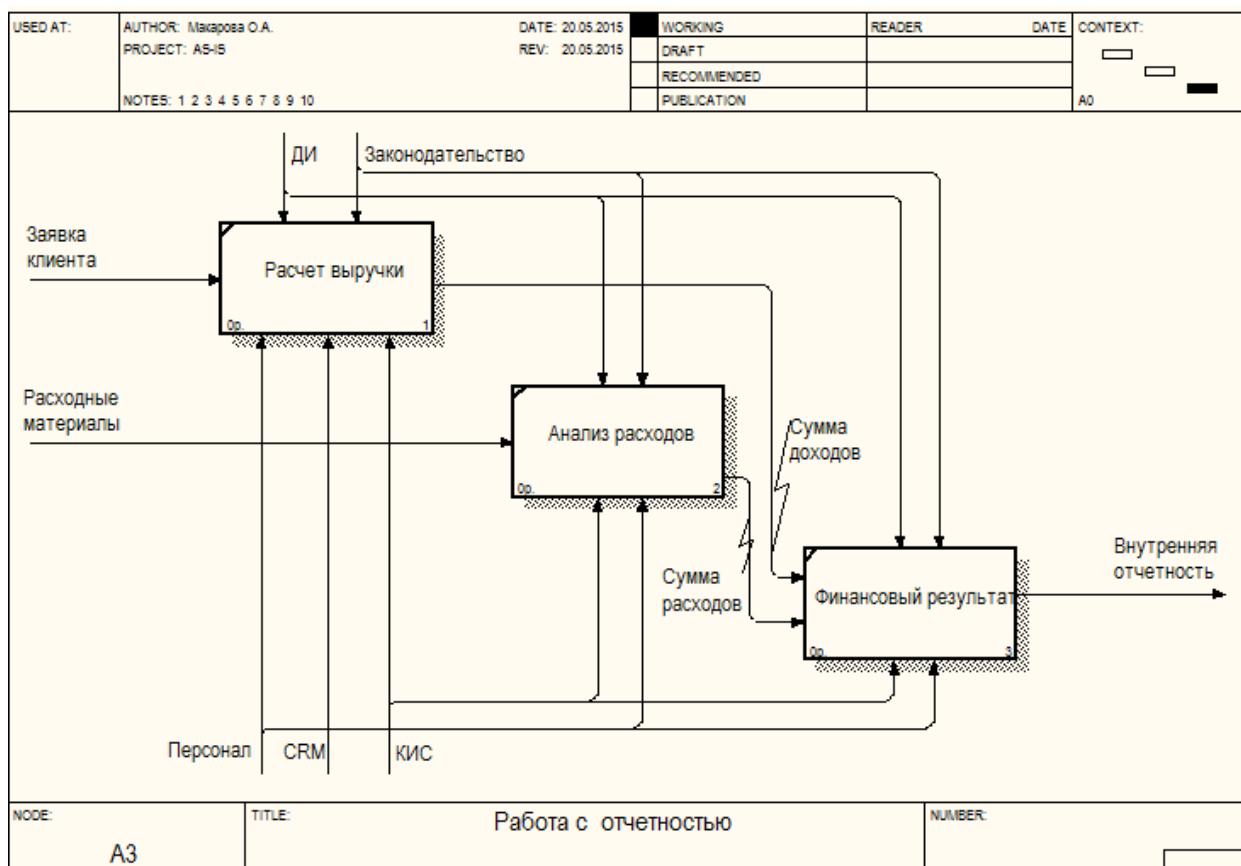 USED AT:
AUTHOR: Макарова О.А.
DATE: 20.05.2015
WORKING
READER
DATE
CONTEXT:
PROJECT: AS-IS
REV: 20.05.2015
DRAFT
RECOMMENDED
NOTES: 1 2 3 4 5 6 7 8 9 10
PUBLICATION
A0
ДИ
Законодательство
Заявка
клиента
Расчет выручки
0р.
1
Расходные
материалы
Анализ расходов
0р.
2
Сумма
доходов
Сумма
расходов
Внутренняя
отчетность
Финансовый результат
0р.
3
Персонал
CRM
КИС
NODE:
A3
TITLE:
Работа с отчетностью
NUMBER: